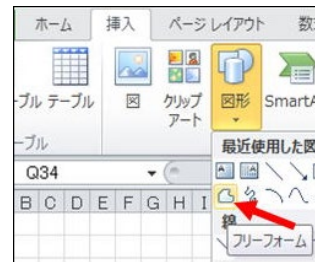 ホーム 挿入 ページ レイアウト 数
ブル テーブル 図 クリップ アート 図形 SmartA
ーブル 最近使用した図
Q34
B C D E F G H I
線
フリーフォーム